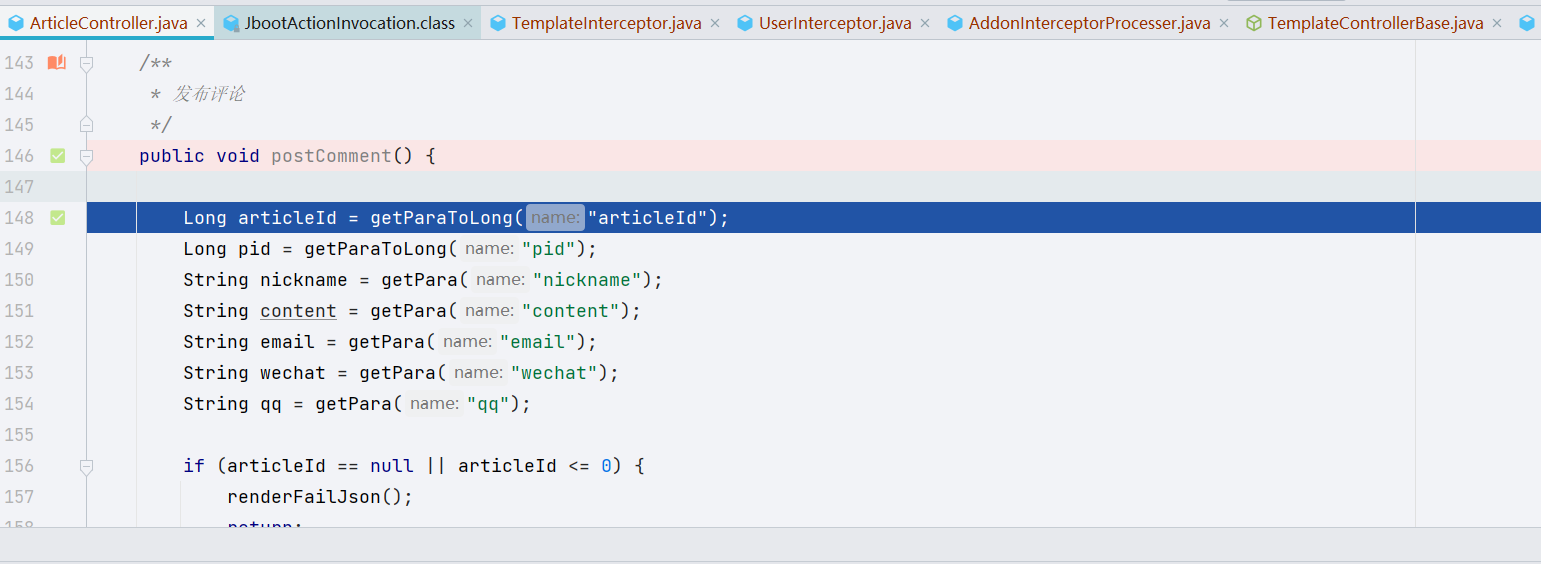 ArticleController.java × JbootActionInvocation.class × TemplateInterceptor.java × UserInterceptor.java × AddonInterceptorProcesser.java × TemplateControllerBase.java ×
143 /**
144 * 发布评论
145 */
146 public void postComment() {
147
148 Long articleId = getParaToLong( name: "articleId");
149 Long pid = getParaToLong( name: "pid");
150 String nickname = getPara( name: "nickname");
151 String content = getPara( name: "content");
152 String email = getPara( name: "email");
153 String wechat = getPara( name: "wechat");
154 String qq = getPara( name: "qq");
155
156 if (articleId == null || articleId <= 0) {
157 renderFailJson();
158 return;